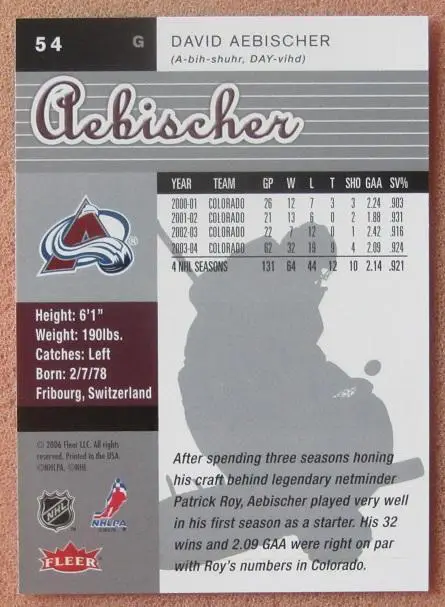 54 G DAVID AEBISCHER
(A-bih-shuhr, DAY-vihd)
Aebischer
YEAR TEAM GP W L T SHO GAA SV%
2000-01 COLORADO 26 12 7 3 3 2.24 .903
2001-02 COLORADO 21 13 6 0 2 1.88 .931
2002-03 COLORADO 22 7 12 0 1 2.42 .916
2003-04 COLORADO 62 32 19 9 4 2.09 .924
4 NHL SEASONS 131 64 44 12 10 2.14 .921
A
®
Height: 6'1"
Weight: 190lbs.
Catches: Left
Born: 2/7/78
Fribourg, Switzerland
© 2006 Fleer LLC. All rights
reserved. Printed in the USA.
©NHLPA, ©NHL
NHL
NHLPA
FLEER
After spending three seasons honing
his craft behind legendary netminder
Patrick Roy, Aebischer played very well
in his first season as a starter. His 32
wins and 2.09 GAA were right on par
with Roy's numbers in Colorado.